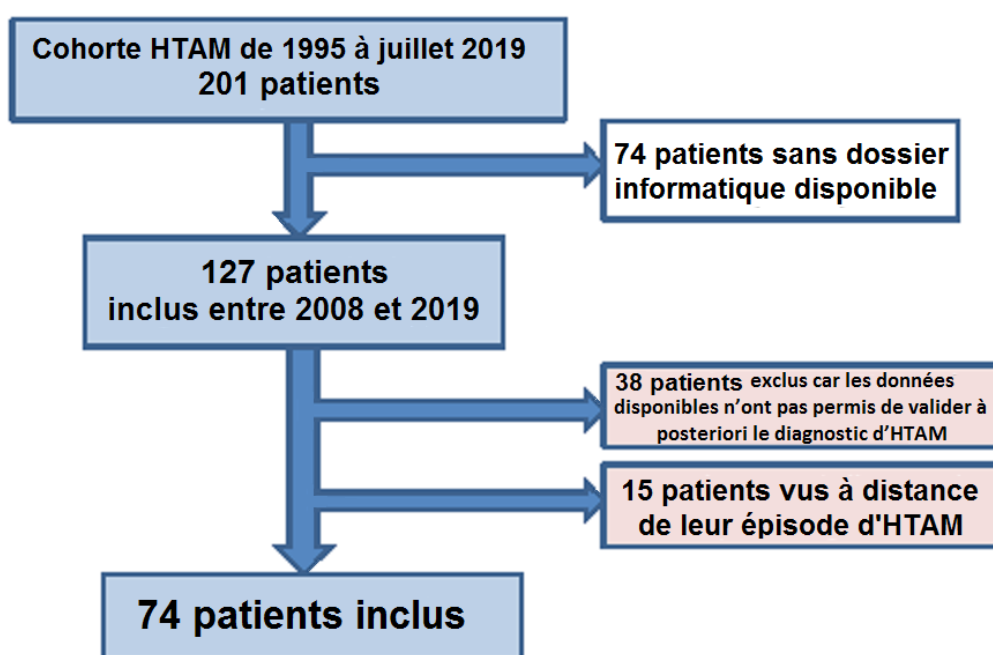 Cohorte HTAM de 1995 à juillet 2019
201 patients
74 patients sans dossier
informatique disponible
127 patients
inclus entre 2008 et 2019
38 patients exclus car les données
disponibles n'ont pas permis de valider à
posteriori le diagnostic d'HTAM
15 patients vus à distance
de leur épisode d'HTAM
74 patients inclus